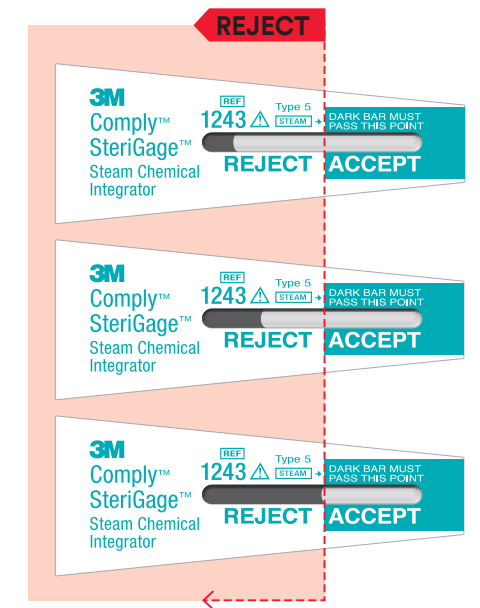 REJECT
3M
Comply™
SteriGage™
Steam Chemical
Integrator
REF
1243
Type 5
STEAM
DARK BAR MUST
PASS THIS POINT
REJECT
ACCEPT
3M
Comply™
SteriGage™
Steam Chemical
Integrator
REF
1243
Type 5
STEAM
DARK BAR MUST
PASS THIS POINT
REJECT
ACCEPT
3M
Comply™
SteriGage™
Steam Chemical
Integrator
REF
1243
Type 5
STEAM
DARK BAR MUST
PASS THIS POINT
REJECT
ACCEPT